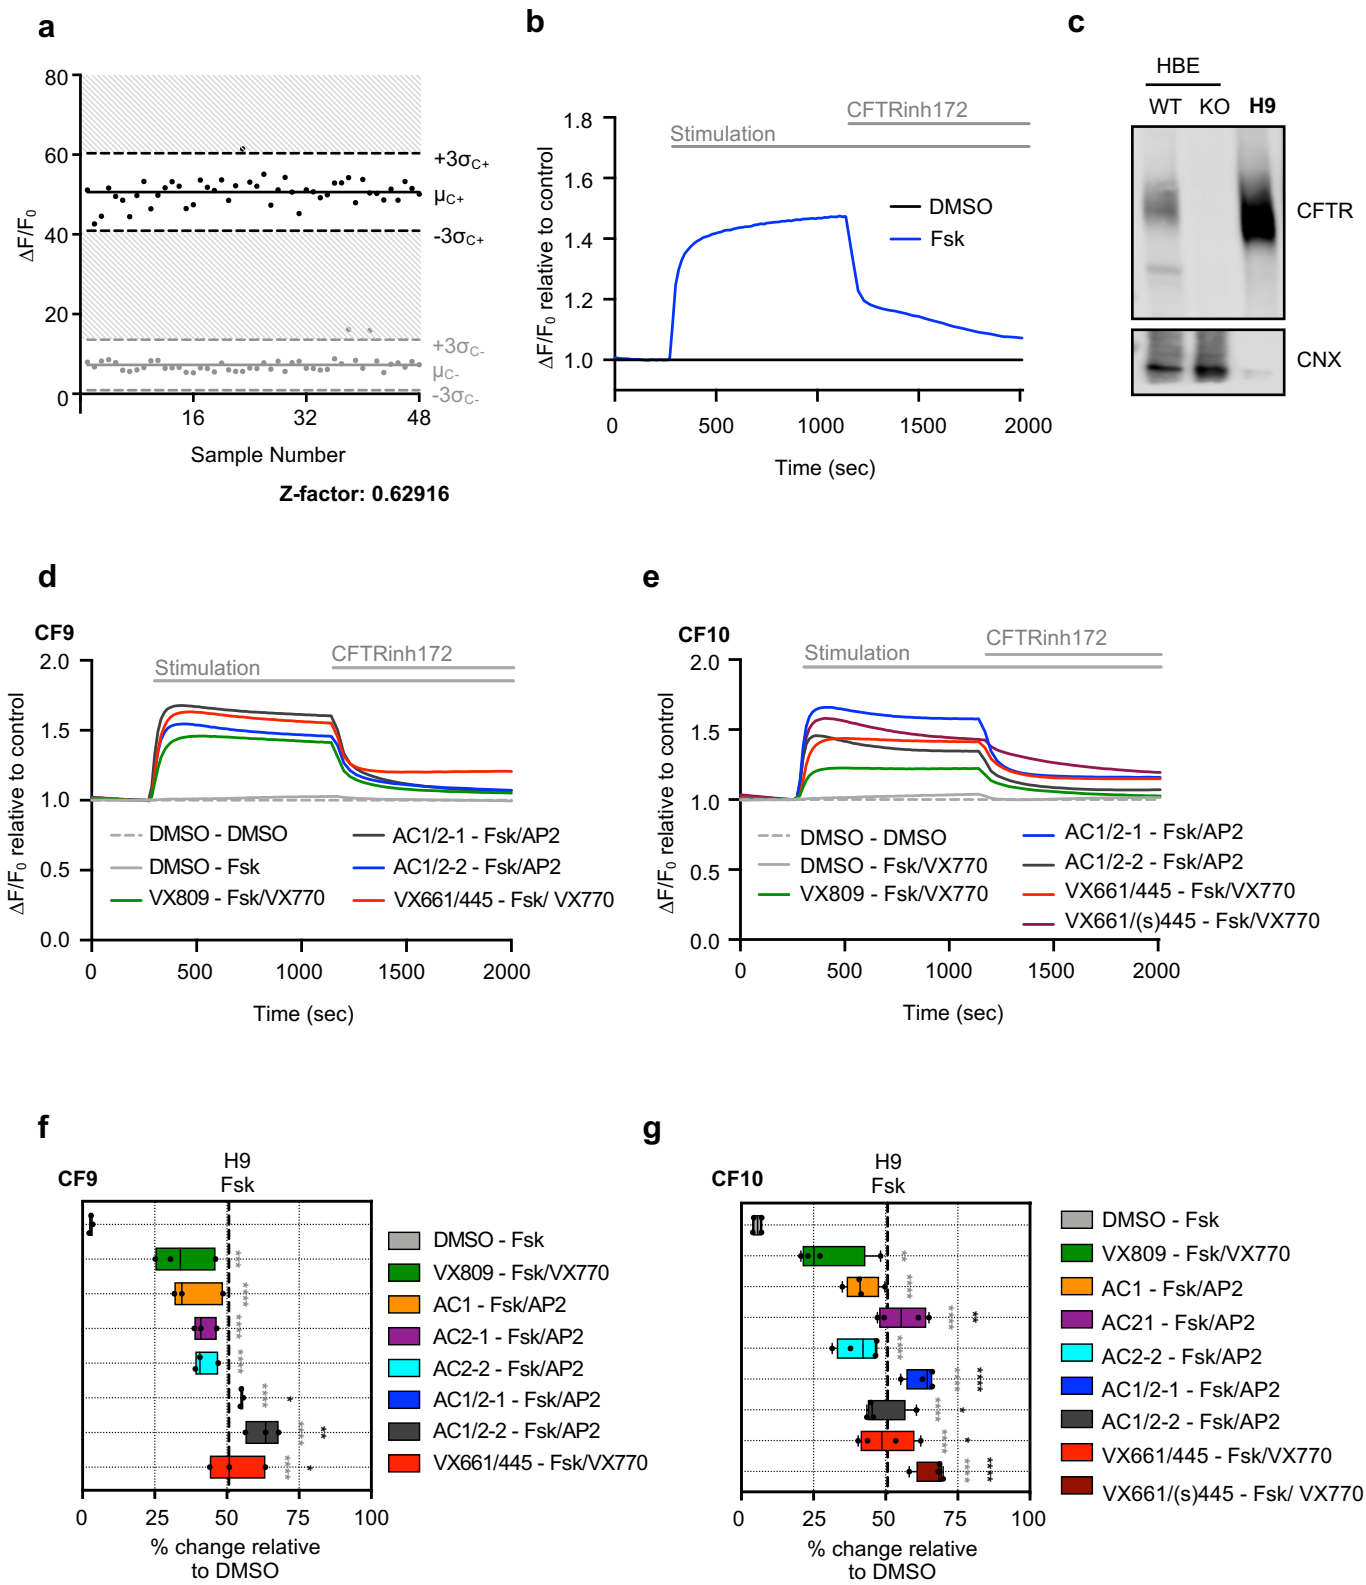 a
80
60
40
20
0
ΔF/F0
+3σC+
μC+
-3σC+
+3σC-
μC-
-3σC-
16
32
48
Sample Number
Z-factor: 0.62916
b
CFTRinh172
Stimulation
1.8
1.6
1.4
1.2
1.0
ΔF/F0 relative to control
DMSO
Fsk
0
500
1000
1500
2000
Time (sec)
c
HBE
WT KO H9
CFTR
CNX
d
CF9
CFTRinh172
Stimulation
2.0
1.5
1.0
0.5
0.0
ΔF/F0 relative to control
DMSO - DMSO
DMSO - Fsk
VX809 - Fsk/VX770
AC1/2-1 - Fsk/AP2
AC1/2-2 - Fsk/AP2
VX661/445 - Fsk/ VX770
0
500
1000
1500
2000
Time (sec)
e
CF10
CFTRinh172
Stimulation
2.0
1.5
1.0
0.5
0.0
ΔF/F0 relative to control
DMSO - DMSO
DMSO - Fsk/VX770
VX809 - Fsk/VX770
AC1/2-1 - Fsk/AP2
AC1/2-2 - Fsk/AP2
VX661/445 - Fsk/VX770
VX661/(s)445 - Fsk/VX770
0
500
1000
1500
2000
Time (sec)
f
CF9
H9
Fsk
DMSO - Fsk
VX809 - Fsk/VX770
AC1 - Fsk/AP2
AC2-1 - Fsk/AP2
AC2-2 - Fsk/AP2
AC1/2-1 - Fsk/AP2
AC1/2-2 - Fsk/AP2
VX661/445 - Fsk/VX770
0
25
50
75
100
% change relative
to DMSO
g
CF10
H9
Fsk
DMSO - Fsk
VX809 - Fsk/VX770
AC1 - Fsk/AP2
AC21 - Fsk/AP2
AC2-2 - Fsk/AP2
AC1/2-1 - Fsk/AP2
AC1/2-2 - Fsk/AP2
VX661/445 - Fsk/VX770
VX661/(s)445 - Fsk/ VX770
0
25
50
75
100
% change relative
to DMSO